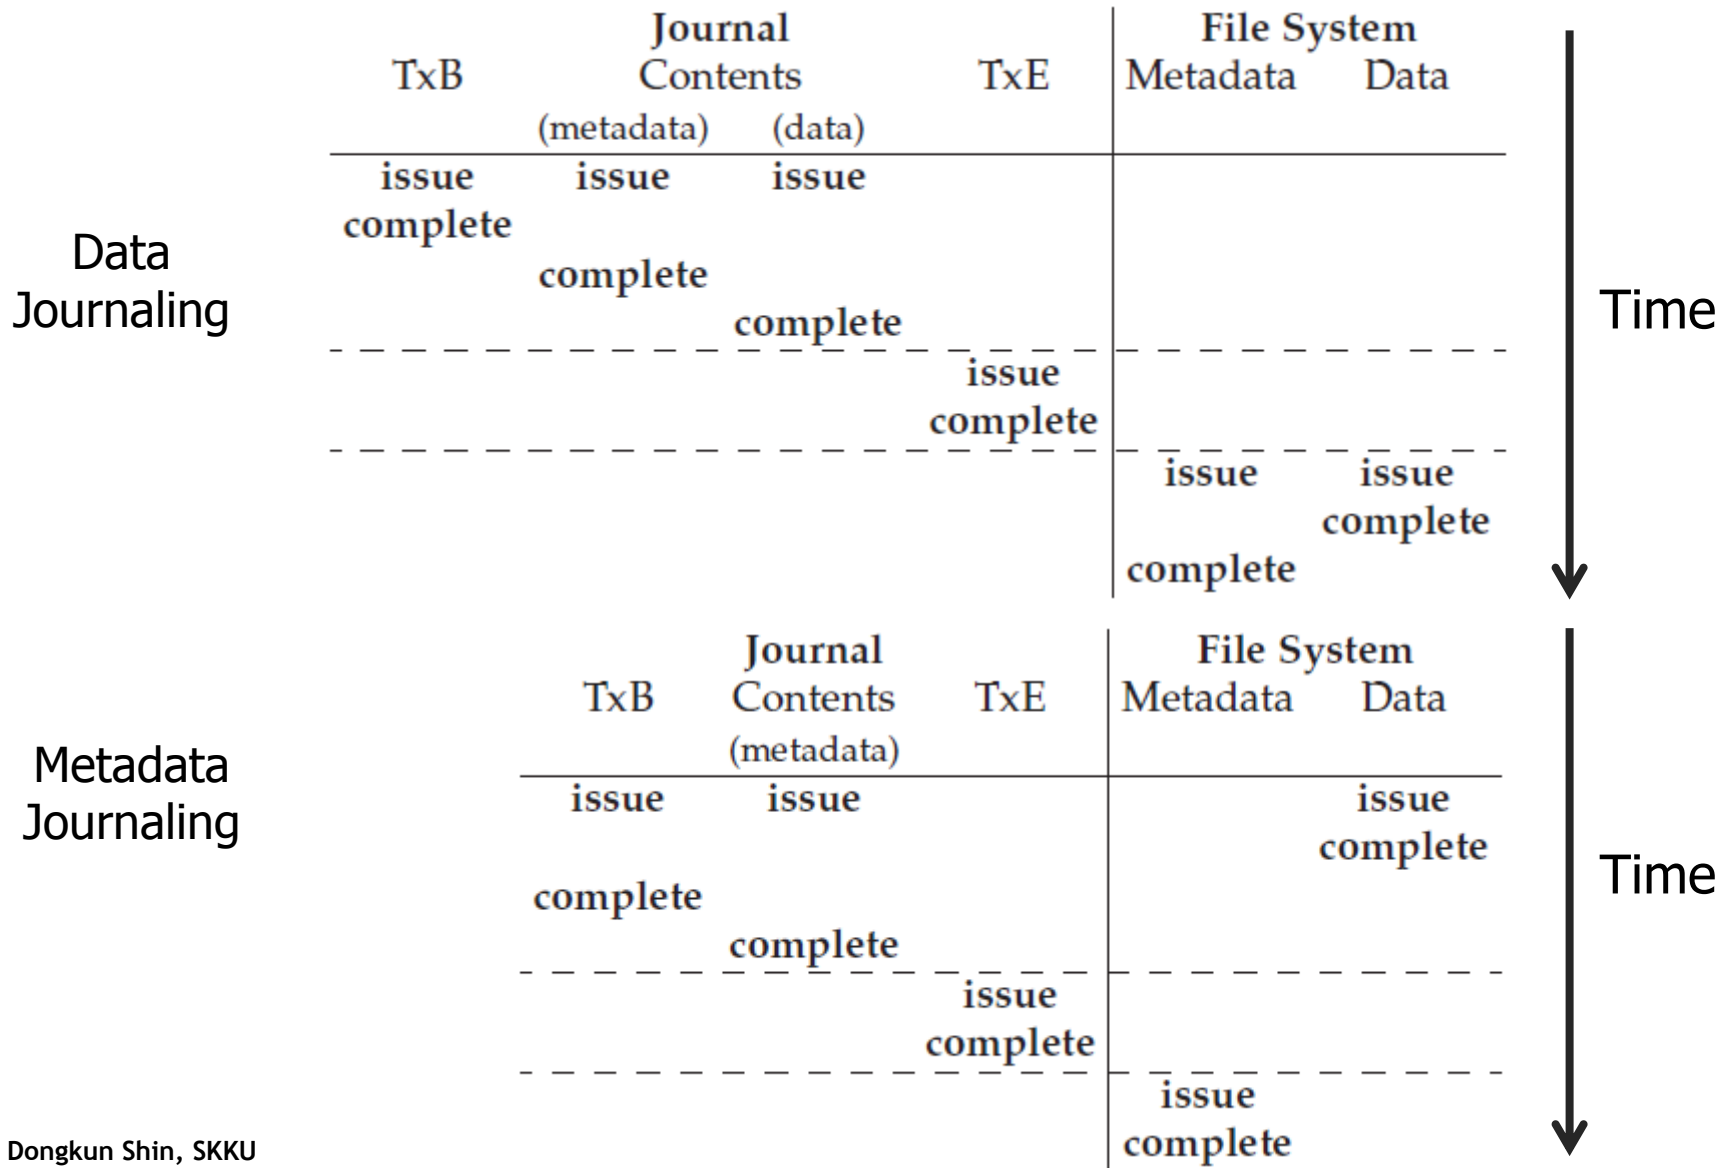 Journal File System
TxB Contents TxE Metadata Data
(metadata) (data)
issue issue issue
complete
complete
complete
issue
complete
issue issue
complete
complete
Data
Journaling
Time
Journal File System
TxB Contents TxE Metadata Data
(metadata)
issue issue issue
complete
complete
complete
issue
complete
issue
complete
Metadata
Journaling
Time
Dongkun Shin, SKKU